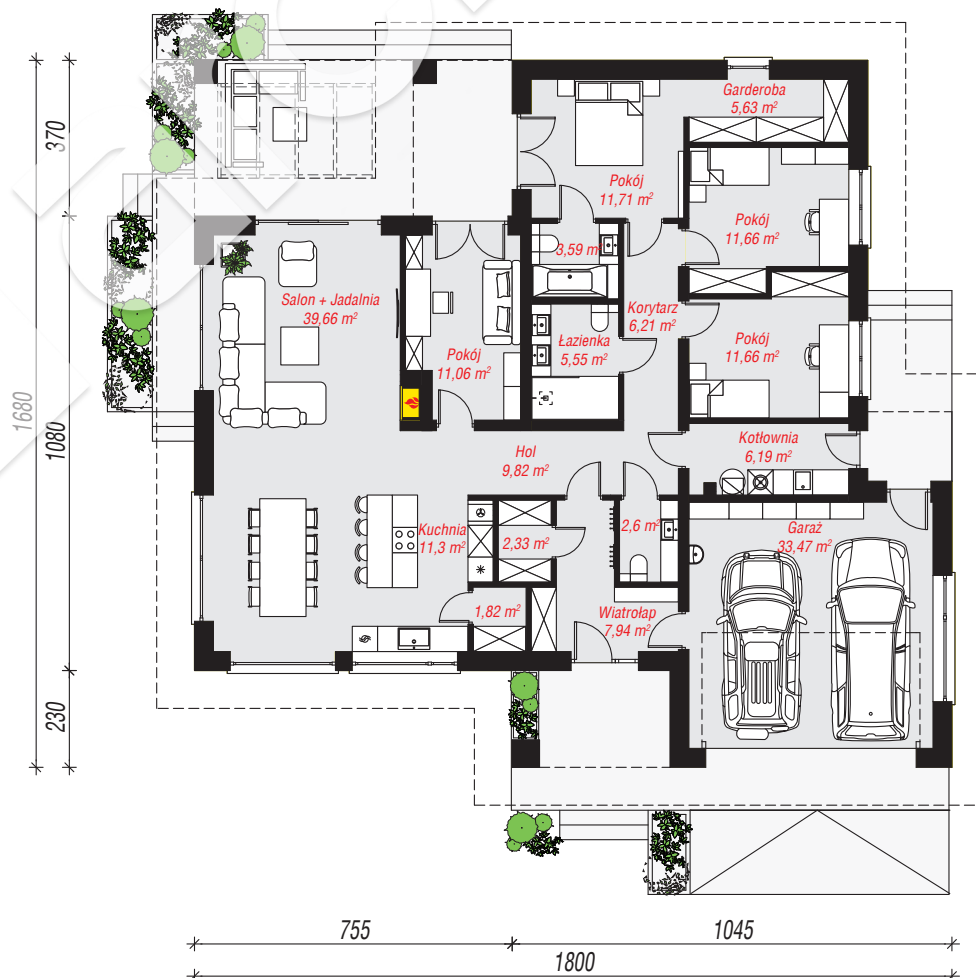 Garderoba
5,63 m²
370
Pokój
11,71 m²
Pokój
11,66 m²
3,59 m²
Salon + Jadalnia
39,66 m²
Korytarz
6,21 m²
Łazienka
5,55 m²
Pokój
11,66 m²
Pokój
11,06 m²
1680
1080
Kotłownia
6,19 m²
Hol
9,82 m²
Kuchnia
11,3 m²
2,33 m²
2,6 m²
Garaż
33,47 m²
1,82 m²
Wiatrołap
7,94 m²
230
755
1045
1800